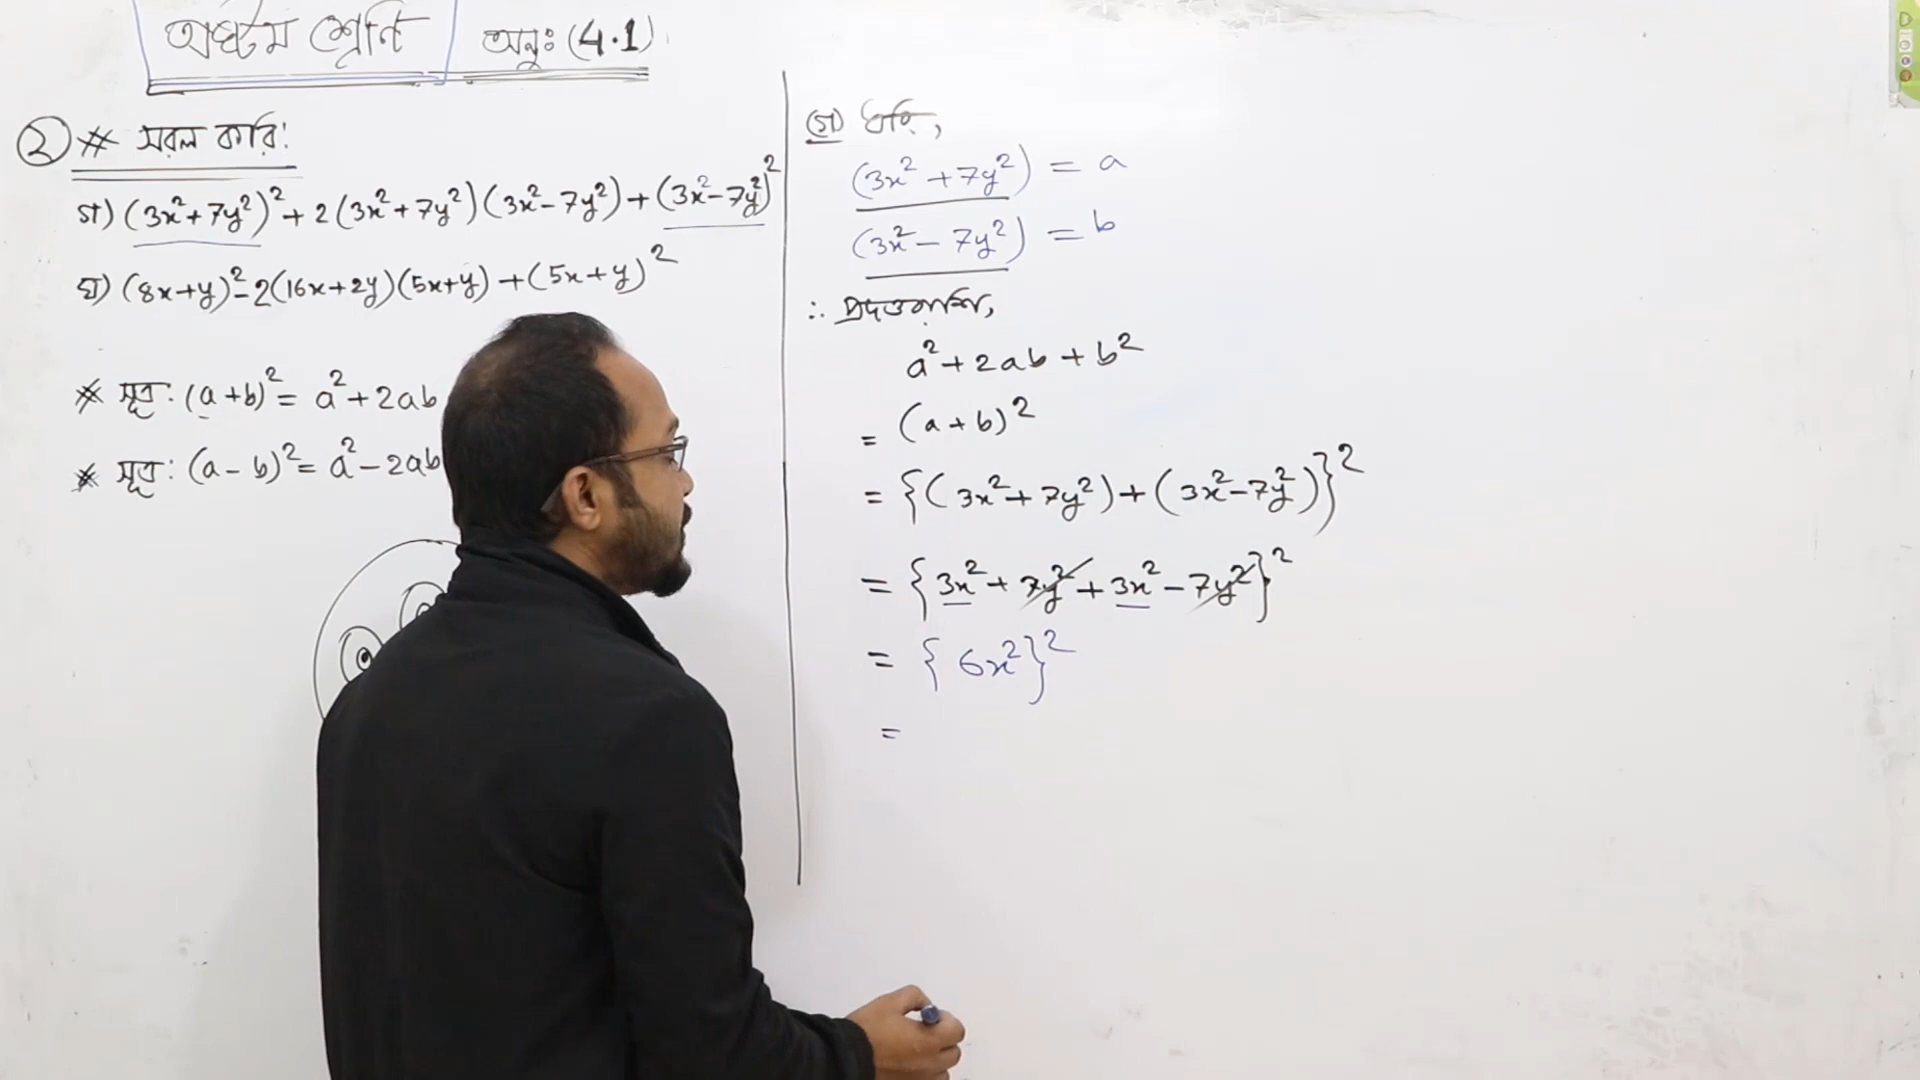 অষ্টম শ্রেণি অনু: (4.1)
২ # সরল করি:
গ) (3x²+7y²)²+2(3x²+7y²)(3x²-7y²)+(3x²-7y²)²
ঘ) (8x+y)²-2(16x+2y)(5x+y)+(5x+y)²
* সূত্র: (a+b)² = a²+2ab
* সূত্র: (a-b)² = a²-2ab
(গ) ধরি,
(3x²+7y²) = a
(3x²-7y²) = b
∴ প্রদত্তরাশি,
a²+2ab+b²
= (a+b)²
= {(3x²+7y²)+(3x²-7y²)}²
= {3x²+7y²+3x²-7y²}²
= {6x²}²
=